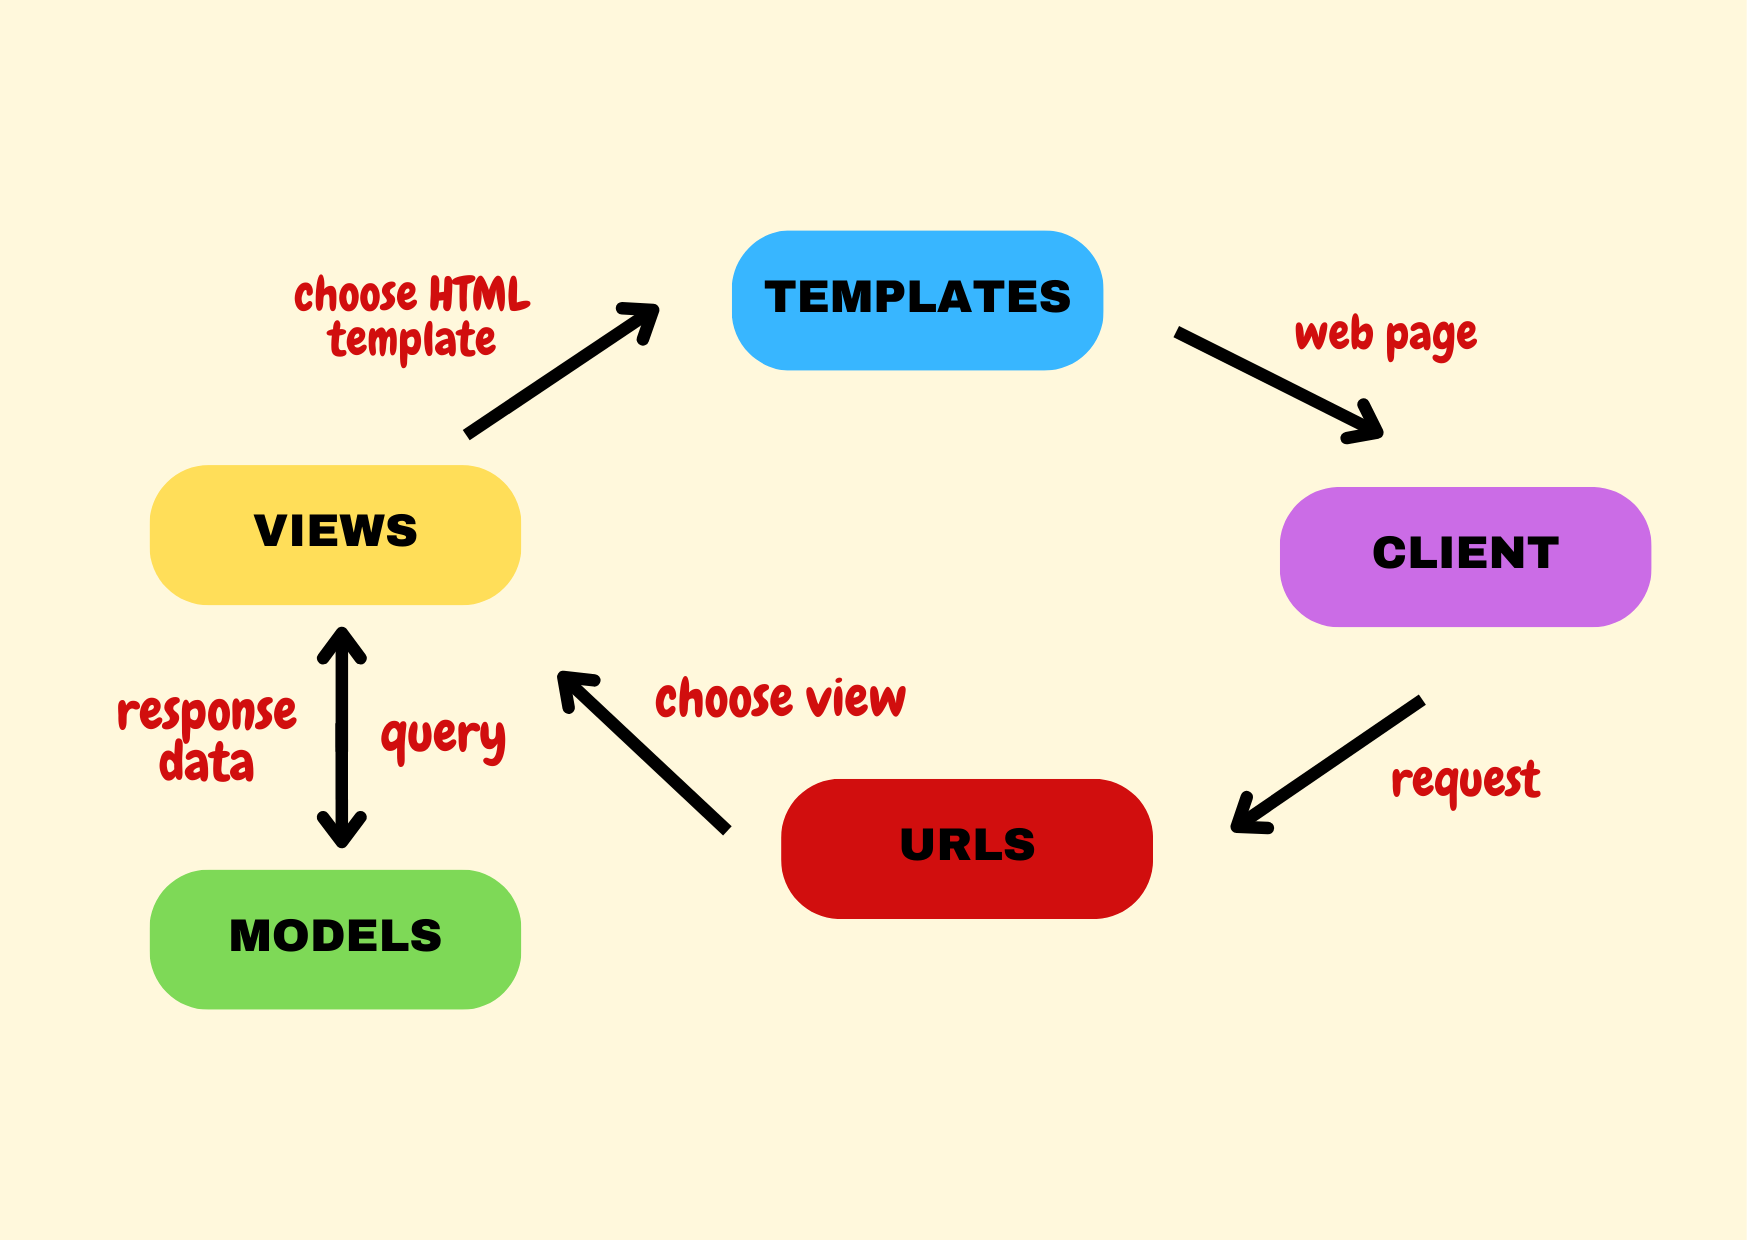 TEMPLATES
choose HTML
template
web page
VIEWS
CLIENT
response
data
query
choose view
request
URLS
MODELS